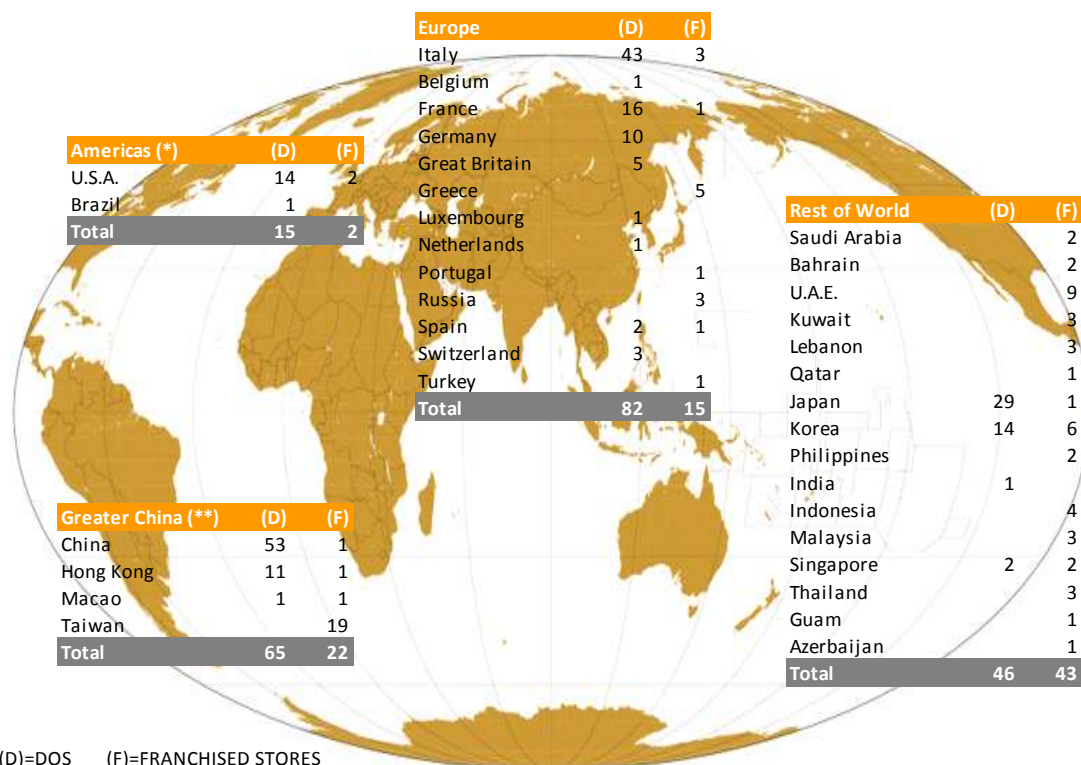 Europe (D) (F)
Italy 43 3
Belgium 1
France 16 1
Germany 10
Great Britain 5
Greece 5
Luxembourg 1
Netherlands 1
Portugal 1
Russia 3
Spain 2 1
Switzerland 3
Turkey 1
Total 82 15
Americas (*) (D) (F)
U.S.A. 14 2
Brazil 1
Total 15 2
Rest of World (D) (F)
Saudi Arabia 2
Bahrain 2
U.A.E. 9
Kuwait 3
Lebanon 3
Qatar 1
Japan 29 1
Korea 14 6
Philippines 2
India 1
Indonesia 4
Malaysia 3
Singapore 2 2
Thailand 3
Guam 1
Azerbaijan 1
Total 46 43
Greater China (**) (D) (F)
China 53 1
Hong Kong 11 1
Macao 1 1
Taiwan 19
Total 65 22
(D)=DOS (F)=FRANCHISED STORES